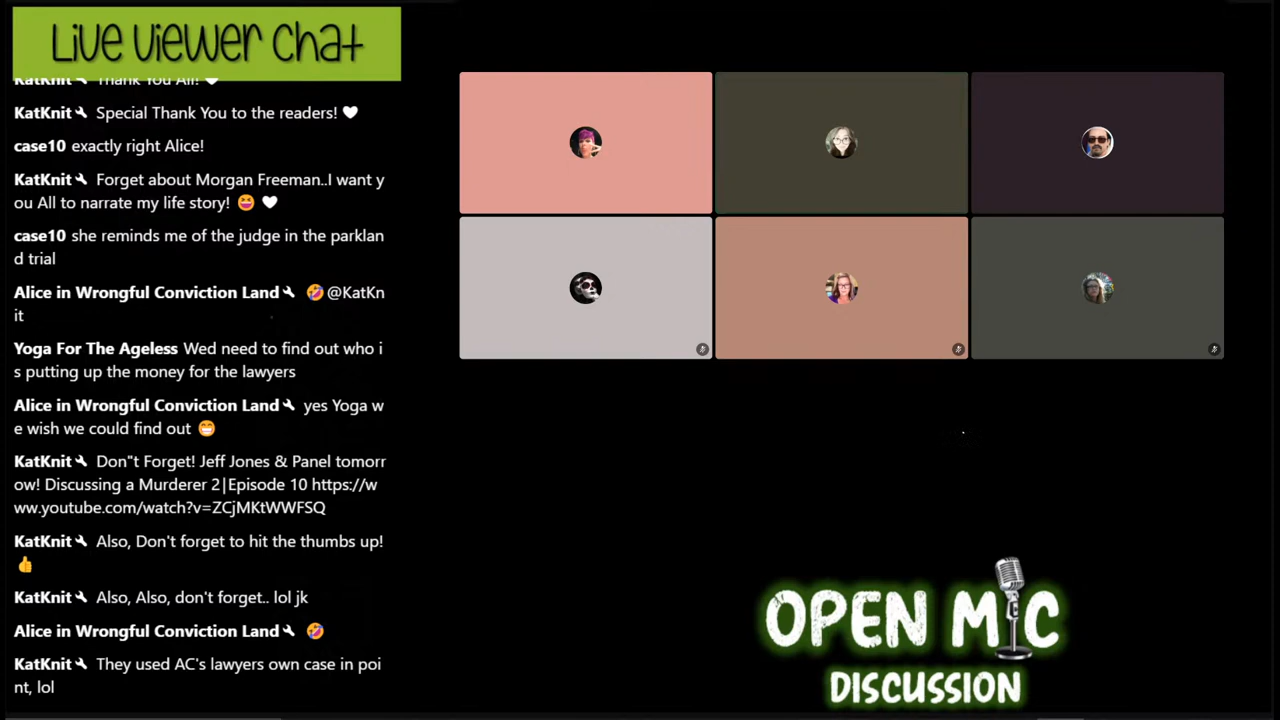 Live Viewer Chat
KatKnit Thank You All! 🤍
KatKnit Special Thank You to the readers! 🤍
case10 exactly right Alice!
KatKnit Forget about Morgan Freeman..I want y
ou All to narrate my life story! 😆 🤍
case10 she reminds me of the judge in the parklan
d trial
Alice in Wrongful Conviction Land 🤣 @KatKn
it
Yoga For The Ageless Wed need to find out who i
s putting up the money for the lawyers
Alice in Wrongful Conviction Land yes Yoga w
e wish we could find out 😁
KatKnit Don"t Forget! Jeff Jones & Panel tomorr
ow! Discussing a Murderer 2|Episode 10 https://w
ww.youtube.com/watch?v=ZCjMKtWWFSQ
KatKnit Also, Don't forget to hit the thumbs up!
👍
KatKnit Also, Also, don't forget.. lol jk
Alice in Wrongful Conviction Land 🤣
KatKnit They used AC's lawyers own case in poi
nt, lol
OPEN MIC
DISCUSSION